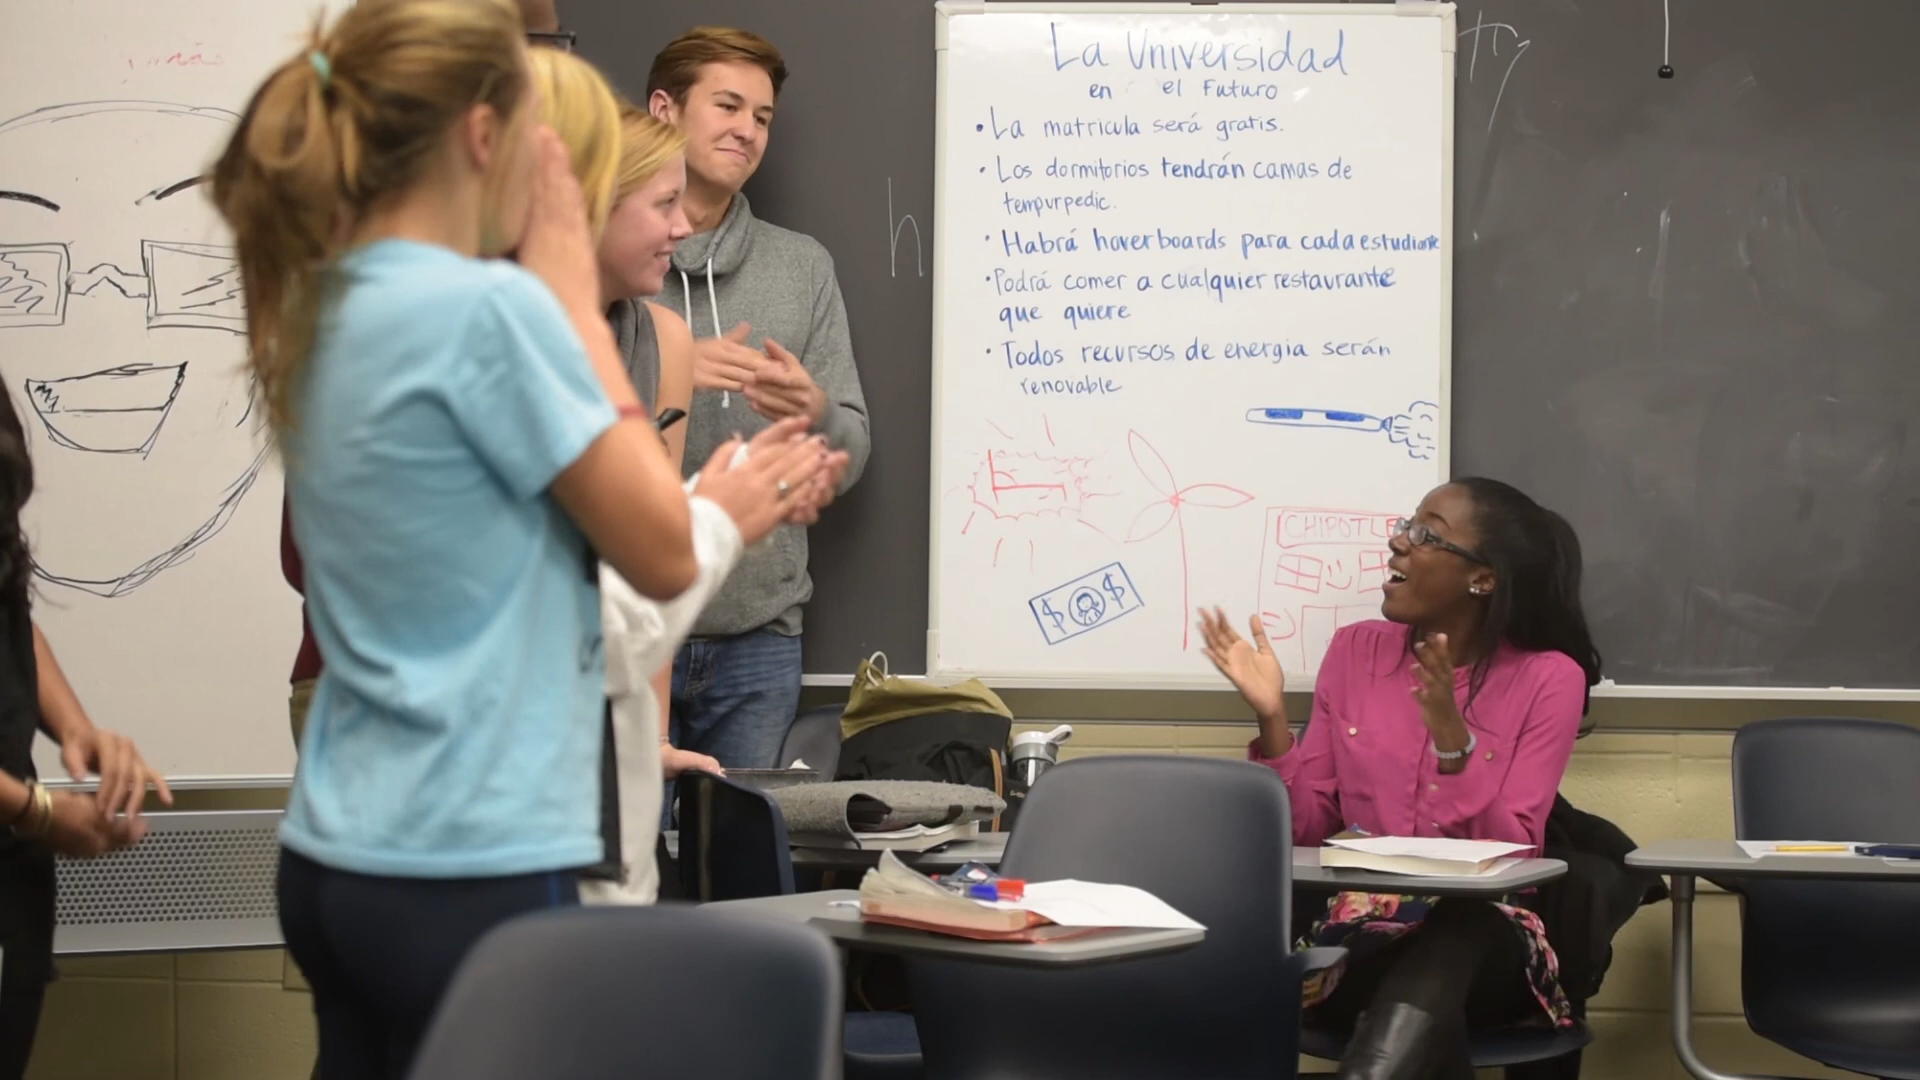 más
La Universidad
en el Futuro
• La matricula será gratis.
• Los dormitorios tendrán camas de
tempurpedic.
• Habrá hoverboards para cada estudiante
• Podrá comer a cualquier restaurante
que quiere
• Todos recursos de energia serán
renovable
CHIPOTLE
$ $
h